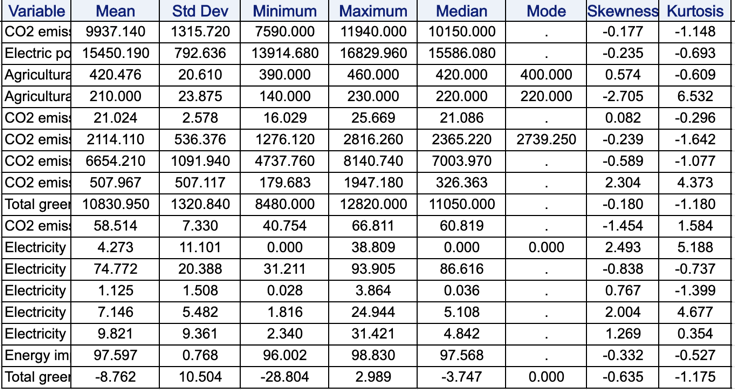 Variable Mean Std Dev Minimum Maximum Median Mode Skewness Kurtosis
CO2 emis 9937.140 1315.720 7590.000 11940.000 10150.000 . -0.177 -1.148
Electric po 15450.190 792.636 13914.680 16829.960 15586.080 . -0.235 -0.693
Agricultura 420.476 20.610 390.000 460.000 420.000 400.000 0.574 -0.609
Agricultura 210.000 23.875 140.000 230.000 220.000 220.000 -2.705 6.532
CO2 emis 21.024 2.578 16.029 25.669 21.086 . 0.082 -0.296
CO2 emis 2114.110 536.376 1276.120 2816.260 2365.220 2739.250 -0.239 -1.642
CO2 emis 6654.210 1091.940 4737.760 8140.740 7003.970 . -0.589 -1.077
CO2 emis 507.967 507.117 179.683 1947.180 326.363 . 2.304 4.373
Total gree 10830.950 1320.840 8480.000 12820.000 11050.000 . -0.180 -1.180
CO2 emis 58.514 7.330 40.754 66.811 60.819 . -1.454 1.584
Electricity 4.273 11.101 0.000 38.809 0.000 0.000 2.493 5.188
Electricity 74.772 20.388 31.211 93.905 86.616 . -0.838 -0.737
Electricity 1.125 1.508 0.028 3.864 0.036 . 0.767 -1.399
Electricity 7.146 5.482 1.816 24.944 5.108 . 2.004 4.677
Electricity 9.821 9.361 2.340 31.421 4.842 . 1.269 0.354
Energy im 97.597 0.768 96.002 98.830 97.568 . -0.332 -0.527
Total gree -8.762 10.504 -28.804 2.989 -3.747 0.000 -0.635 -1.175